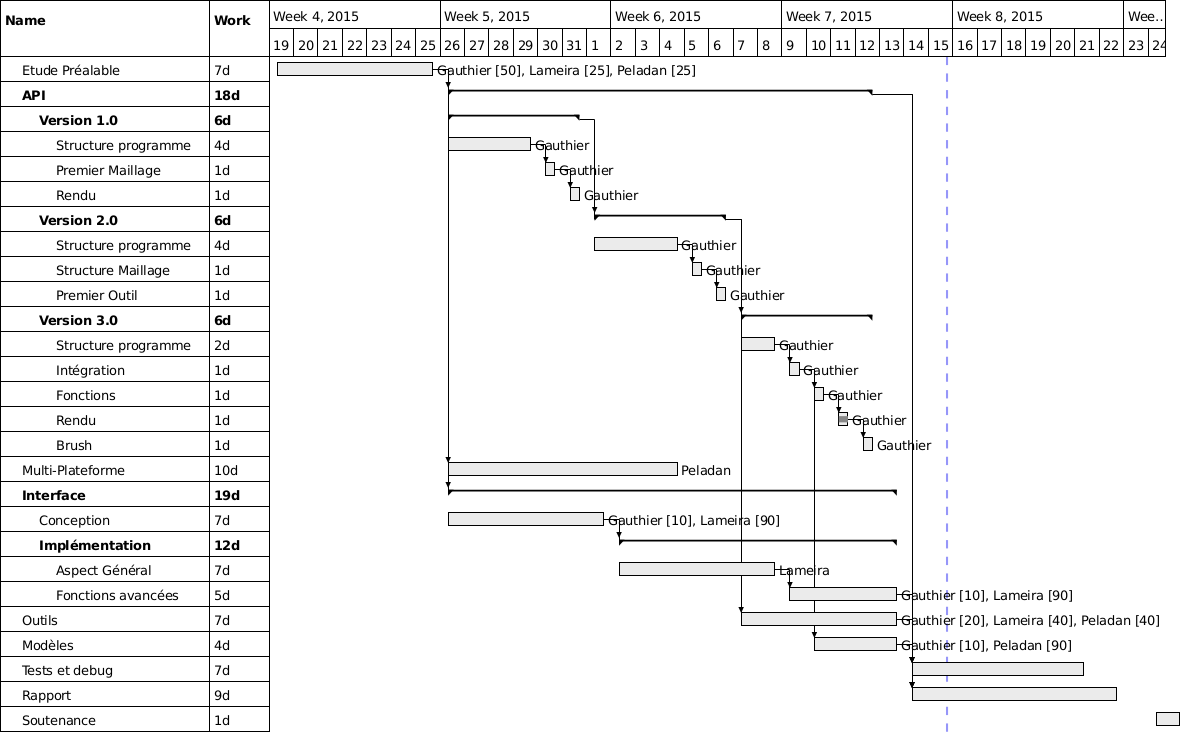 Name Work Week 4, 2015 Week 5, 2015 Week 6, 2015 Week 7, 2015 Week 8, 2015 Wee..
19 20 21 22 23 24 25 26 27 28 29 30 31 1 2 3 4 5 6 7 8 9 10 11 12 13 14 15 16 17 18 19 20 21 22 23 24
Etude Préalable 7d Gauthier [50], Lameira [25], Peladan [25]
API 18d
Version 1.0 6d
Structure programme 4d Gauthier
Premier Maillage 1d Gauthier
Rendu 1d Gauthier
Version 2.0 6d
Structure programme 4d Gauthier
Structure Maillage 1d Gauthier
Premier Outil 1d Gauthier
Version 3.0 6d
Structure programme 2d Gauthier
Intégration 1d Gauthier
Fonctions 1d Gauthier
Rendu 1d Gauthier
Brush 1d Gauthier
Multi-Plateforme 10d Peladan
Interface 19d
Conception 7d Gauthier [10], Lameira [90]
Implémentation 12d
Aspect Général 7d Lameira
Fonctions avancées 5d Gauthier [10], Lameira [90]
Outils 7d Gauthier [20], Lameira [40], Peladan [40]
Modèles 4d Gauthier [10], Peladan [90]
Tests et debug 7d
Rapport 9d
Soutenance 1d